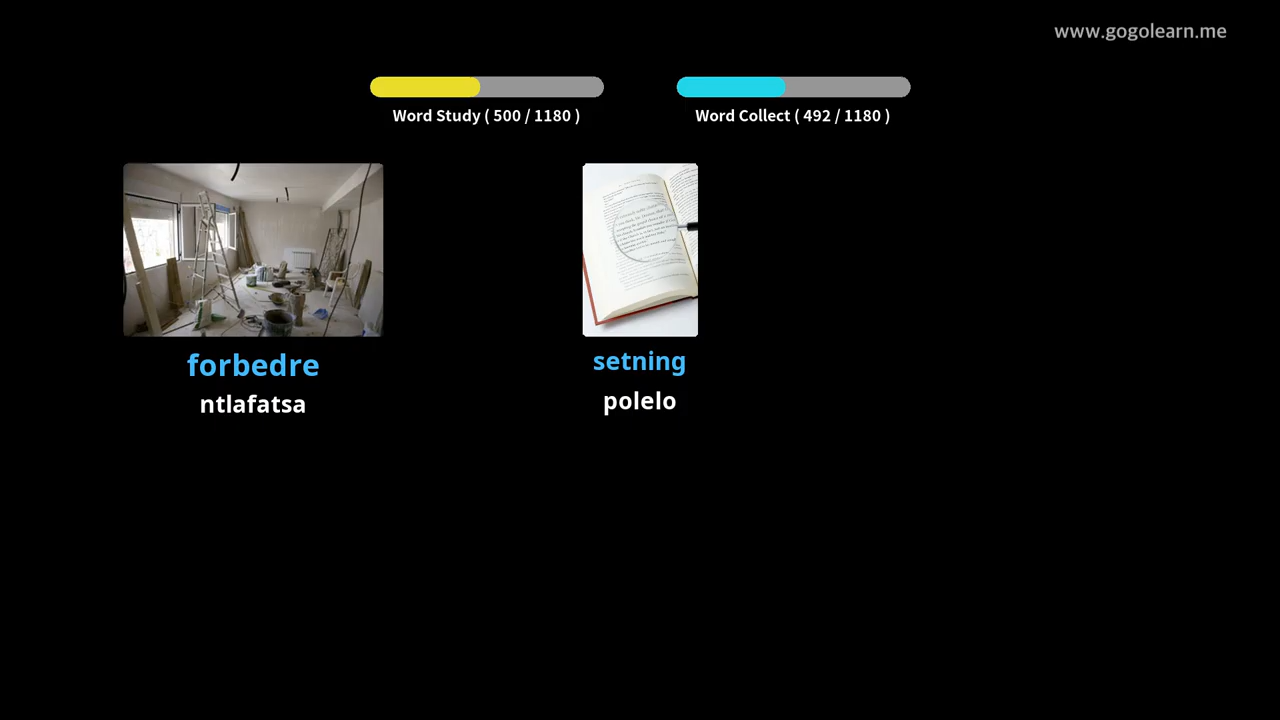 www.gogolearn.me
Word Study ( 500 / 1180 )
Word Collect ( 492 / 1180 )
forbedre
ntlafatsa
setning
polelo